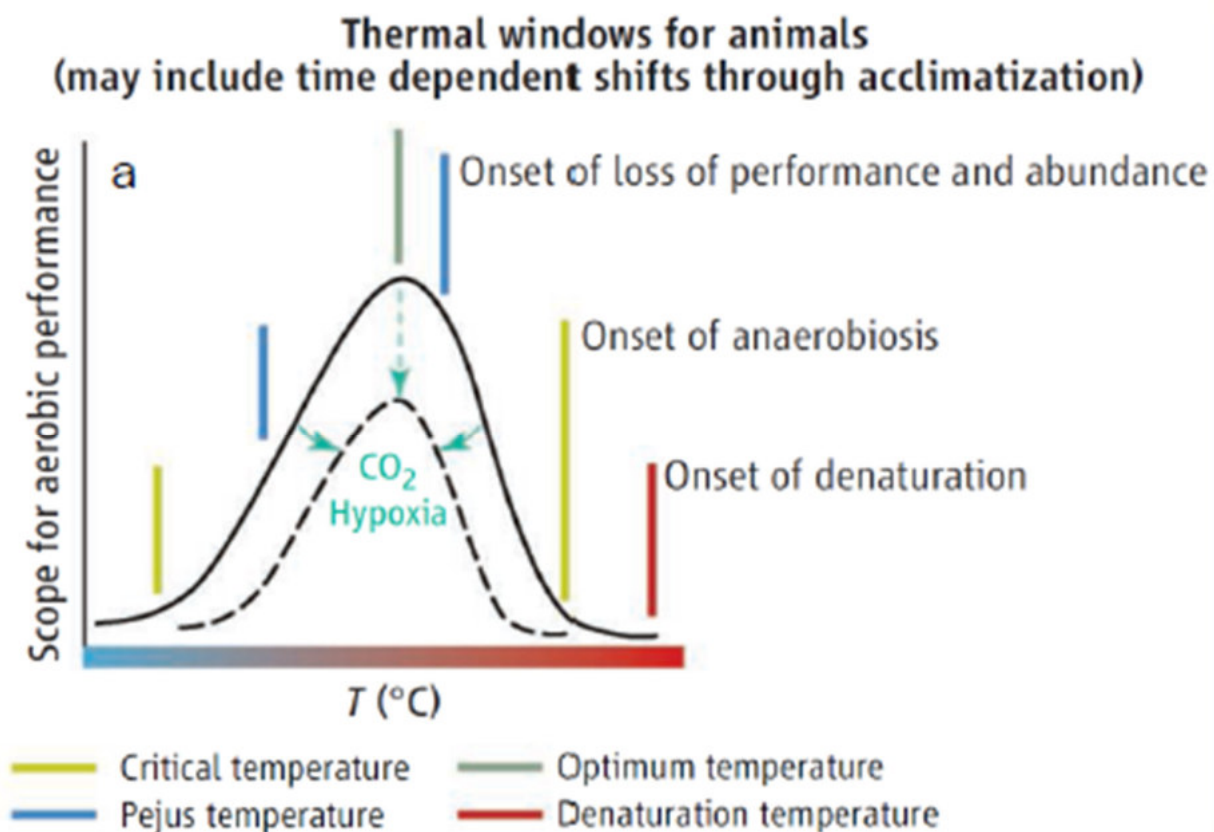 Thermal windows for animals
(may include time dependent shifts through acclimatization)
a
Onset of loss of performance and abundance
Onset of anaerobiosis
Onset of denaturation
CO₂
Hypoxia
Scope for aerobic performance
T (°C)
Critical temperature
Optimum temperature
Pejus temperature
Denaturation temperature